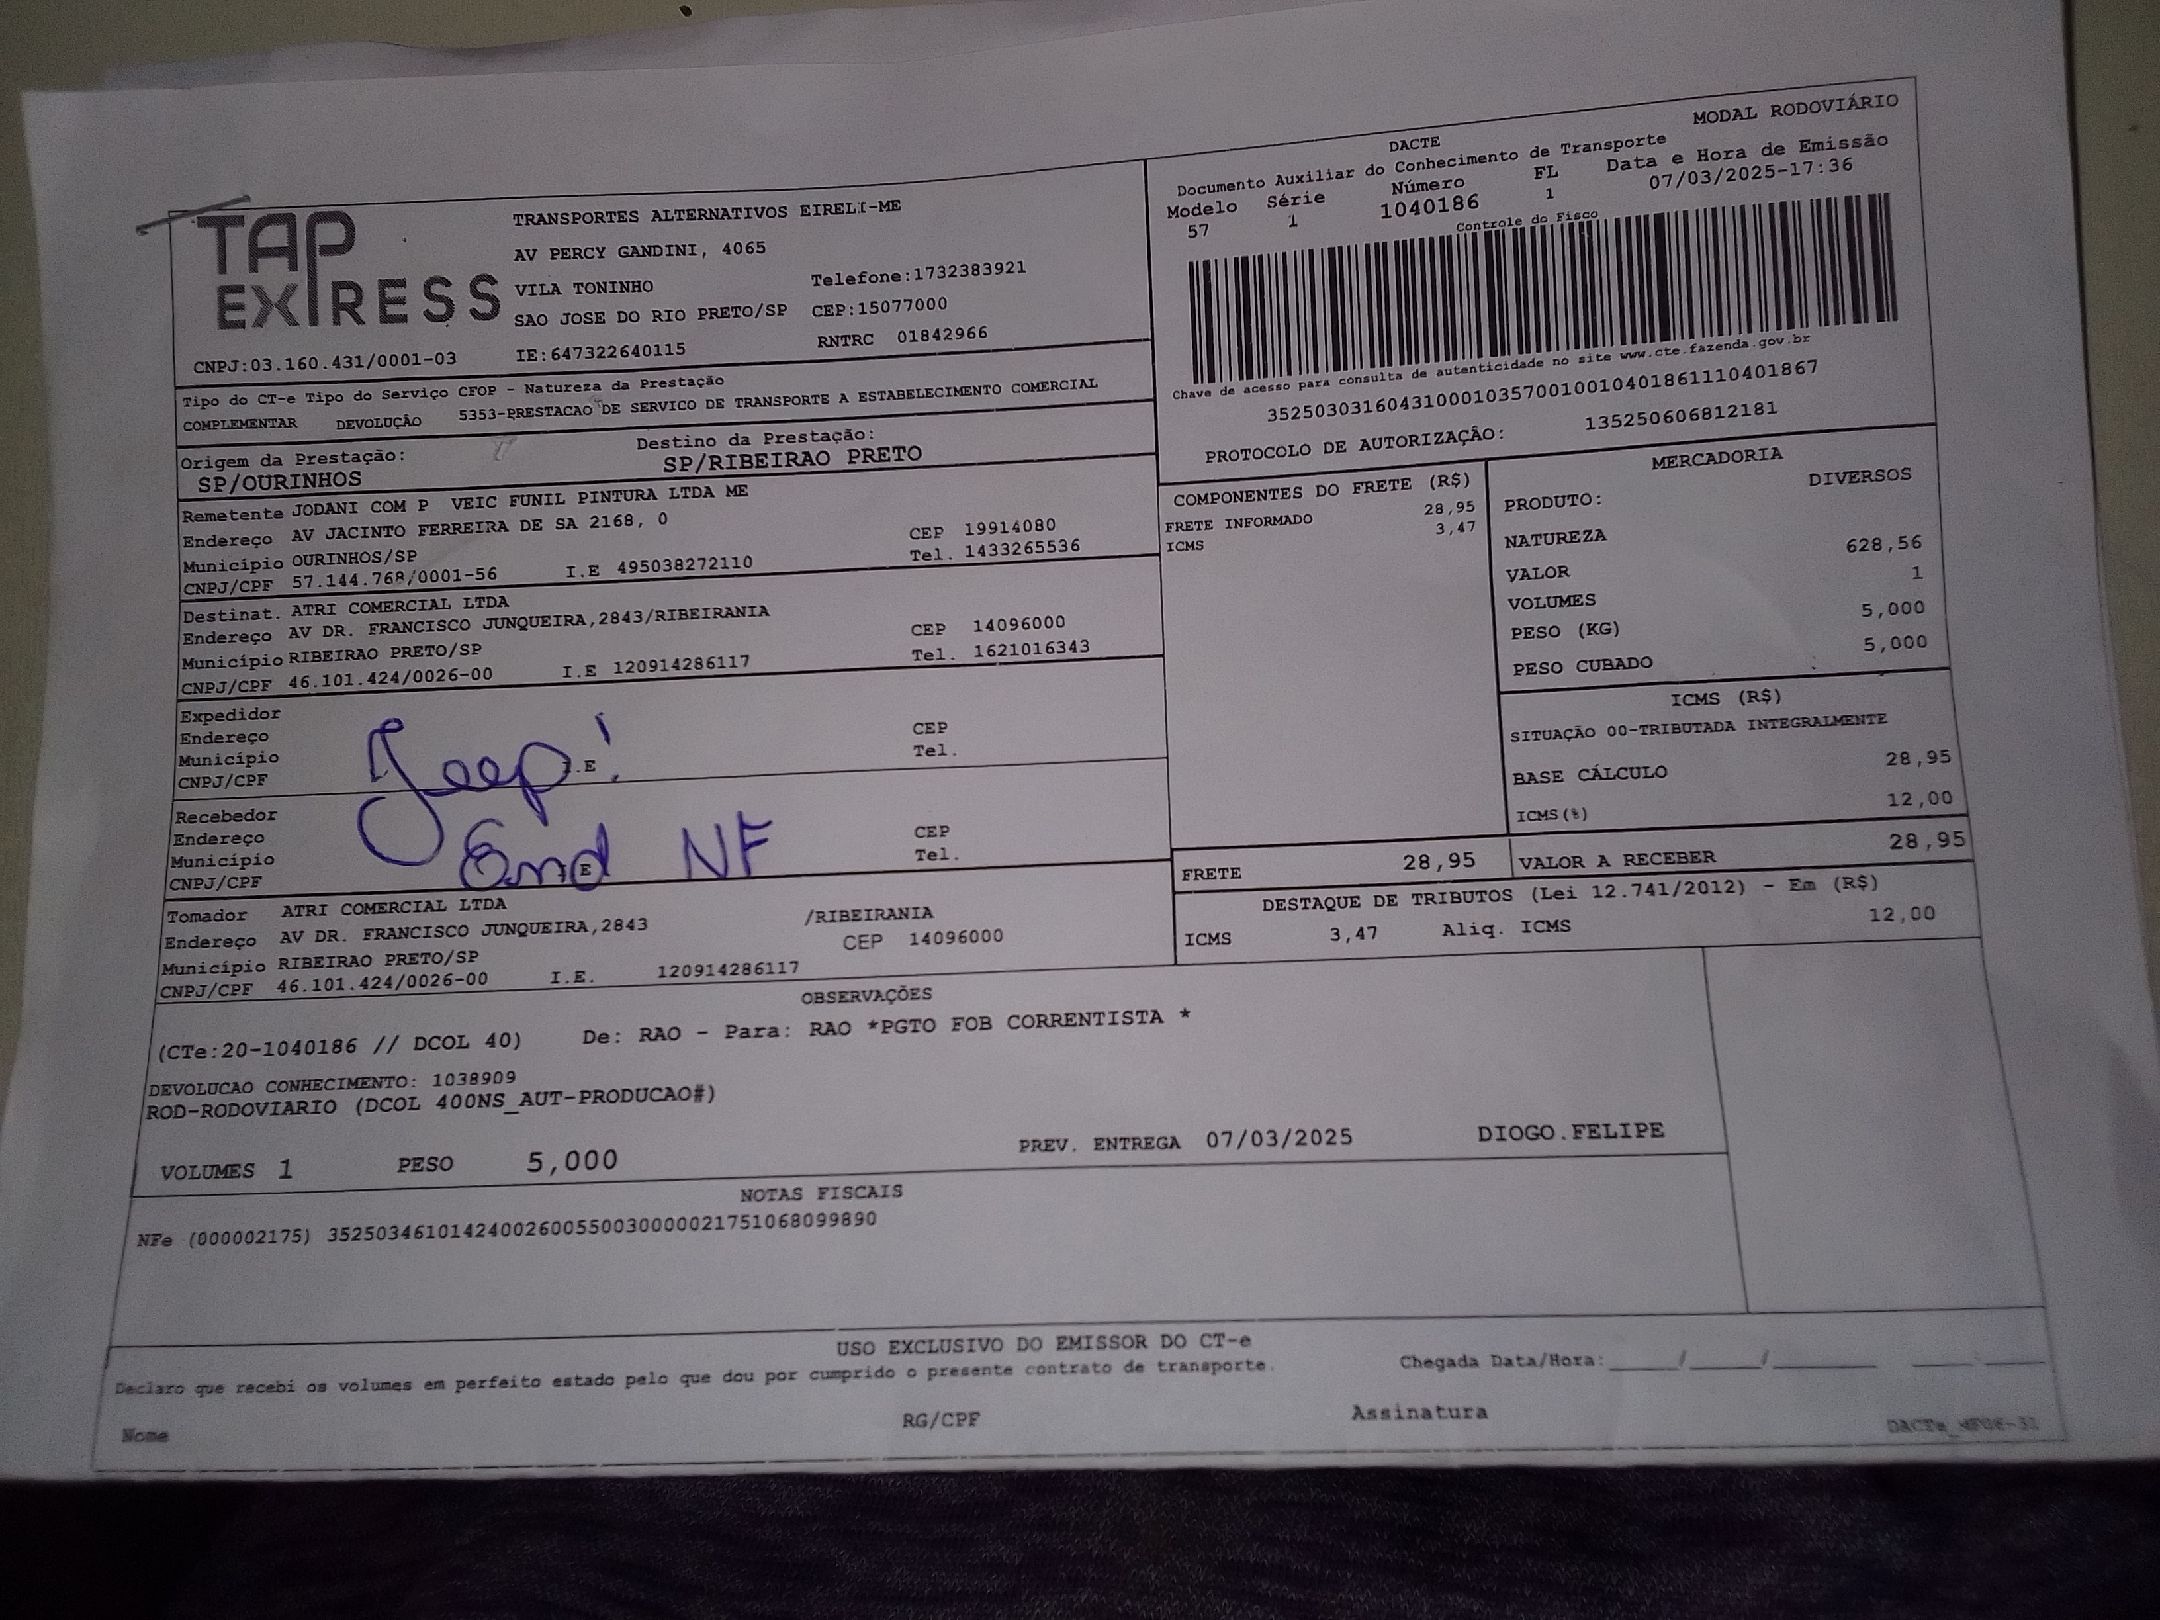 TAP EXPRESS
TRANSPORTES ALTERNATIVOS EIRELI-ME
AV PERCY GANDINI, 4065
VILA TONINHO Telefone:1732383921
SAO JOSE DO RIO PRETO/SP CEP:15077000
CNPJ:03.160.431/0001-03 IE:647322640115 RNTRC 01842966
Tipo do CT-e Tipo do Serviço CFOP - Natureza da Prestação
COMPLEMENTAR DEVOLUÇÃO 5353-PRESTACAO DE SERVICO DE TRANSPORTE A ESTABELECIMENTO COMERCIAL
Origem da Prestação: Destino da Prestação:
SP/OURINHOS SP/RIBEIRAO PRETO
Remetente JODANI COM P VEIC FUNIL PINTURA LTDA ME
Endereço AV JACINTO FERREIRA DE SA 2168, 0 CEP 19914080
Município OURINHOS/SP Tel. 1433265536
CNPJ/CPF 57.144.768/0001-56 I.E 495038272110
Destinat. ATRI COMERCIAL LTDA
Endereço AV DR. FRANCISCO JUNQUEIRA,2843/RIBEIRANIA CEP 14096000
Município RIBEIRAO PRETO/SP Tel. 1621016343
CNPJ/CPF 46.101.424/0026-00 I.E 120914286117
Expedidor
Endereço CEP
Município Tel.
CNPJ/CPF I.E
Jeep!
Recebedor
Endereço CEP
Município Tel.
CNPJ/CPF E
End NF
Tomador ATRI COMERCIAL LTDA
Endereço AV DR. FRANCISCO JUNQUEIRA,2843 /RIBEIRANIA
Município RIBEIRAO PRETO/SP CEP 14096000
CNPJ/CPF 46.101.424/0026-00 I.E. 120914286117
DACTE MODAL RODOVIÁRIO
Documento Auxiliar do Conhecimento de Transporte
Modelo Série Número FL Data e Hora de Emissão
57 1 1040186 1 07/03/2025-17:36
Controle do Fisco
Chave de acesso para consulta de autenticidade no site www.cte.fazenda.gov.br
35250303160431000103570010010401861110401867
PROTOCOLO DE AUTORIZAÇÃO: 135250606812181
COMPONENTES DO FRETE (R$)
FRETE INFORMADO 28,95
ICMS 3,47
MERCADORIA
PRODUTO: DIVERSOS
NATUREZA
VALOR 628,56
VOLUMES 1
PESO (KG) 5,000
PESO CUBADO 5,000
ICMS (R$)
SITUAÇÃO 00-TRIBUTADA INTEGRALMENTE
BASE CÁLCULO 28,95
ICMS(%) 12,00
FRETE 28,95 VALOR A RECEBER 28,95
DESTAQUE DE TRIBUTOS (Lei 12.741/2012) - Em (R$)
ICMS 3,47 Aliq. ICMS 12,00
OBSERVAÇÕES
(CTe:20-1040186 // DCOL 40) De: RAO - Para: RAO *PGTO FOB CORRENTISTA *
DEVOLUCAO CONHECIMENTO: 1038909
ROD-RODOVIARIO (DCOL 400NS_AUT-PRODUCAO#)
VOLUMES 1 PESO 5,000 PREV. ENTREGA 07/03/2025 DIOGO.FELIPE
NOTAS FISCAIS
NFe (000002175) 35250346101424002600550030000021751068099890
USO EXCLUSIVO DO EMISSOR DO CT-e
Declaro que recebi os volumes em perfeito estado pelo que dou por cumprido o presente contrato de transporte. Chegada Data/Hora:____/____/____ ____
Nome RG/CPF Assinatura